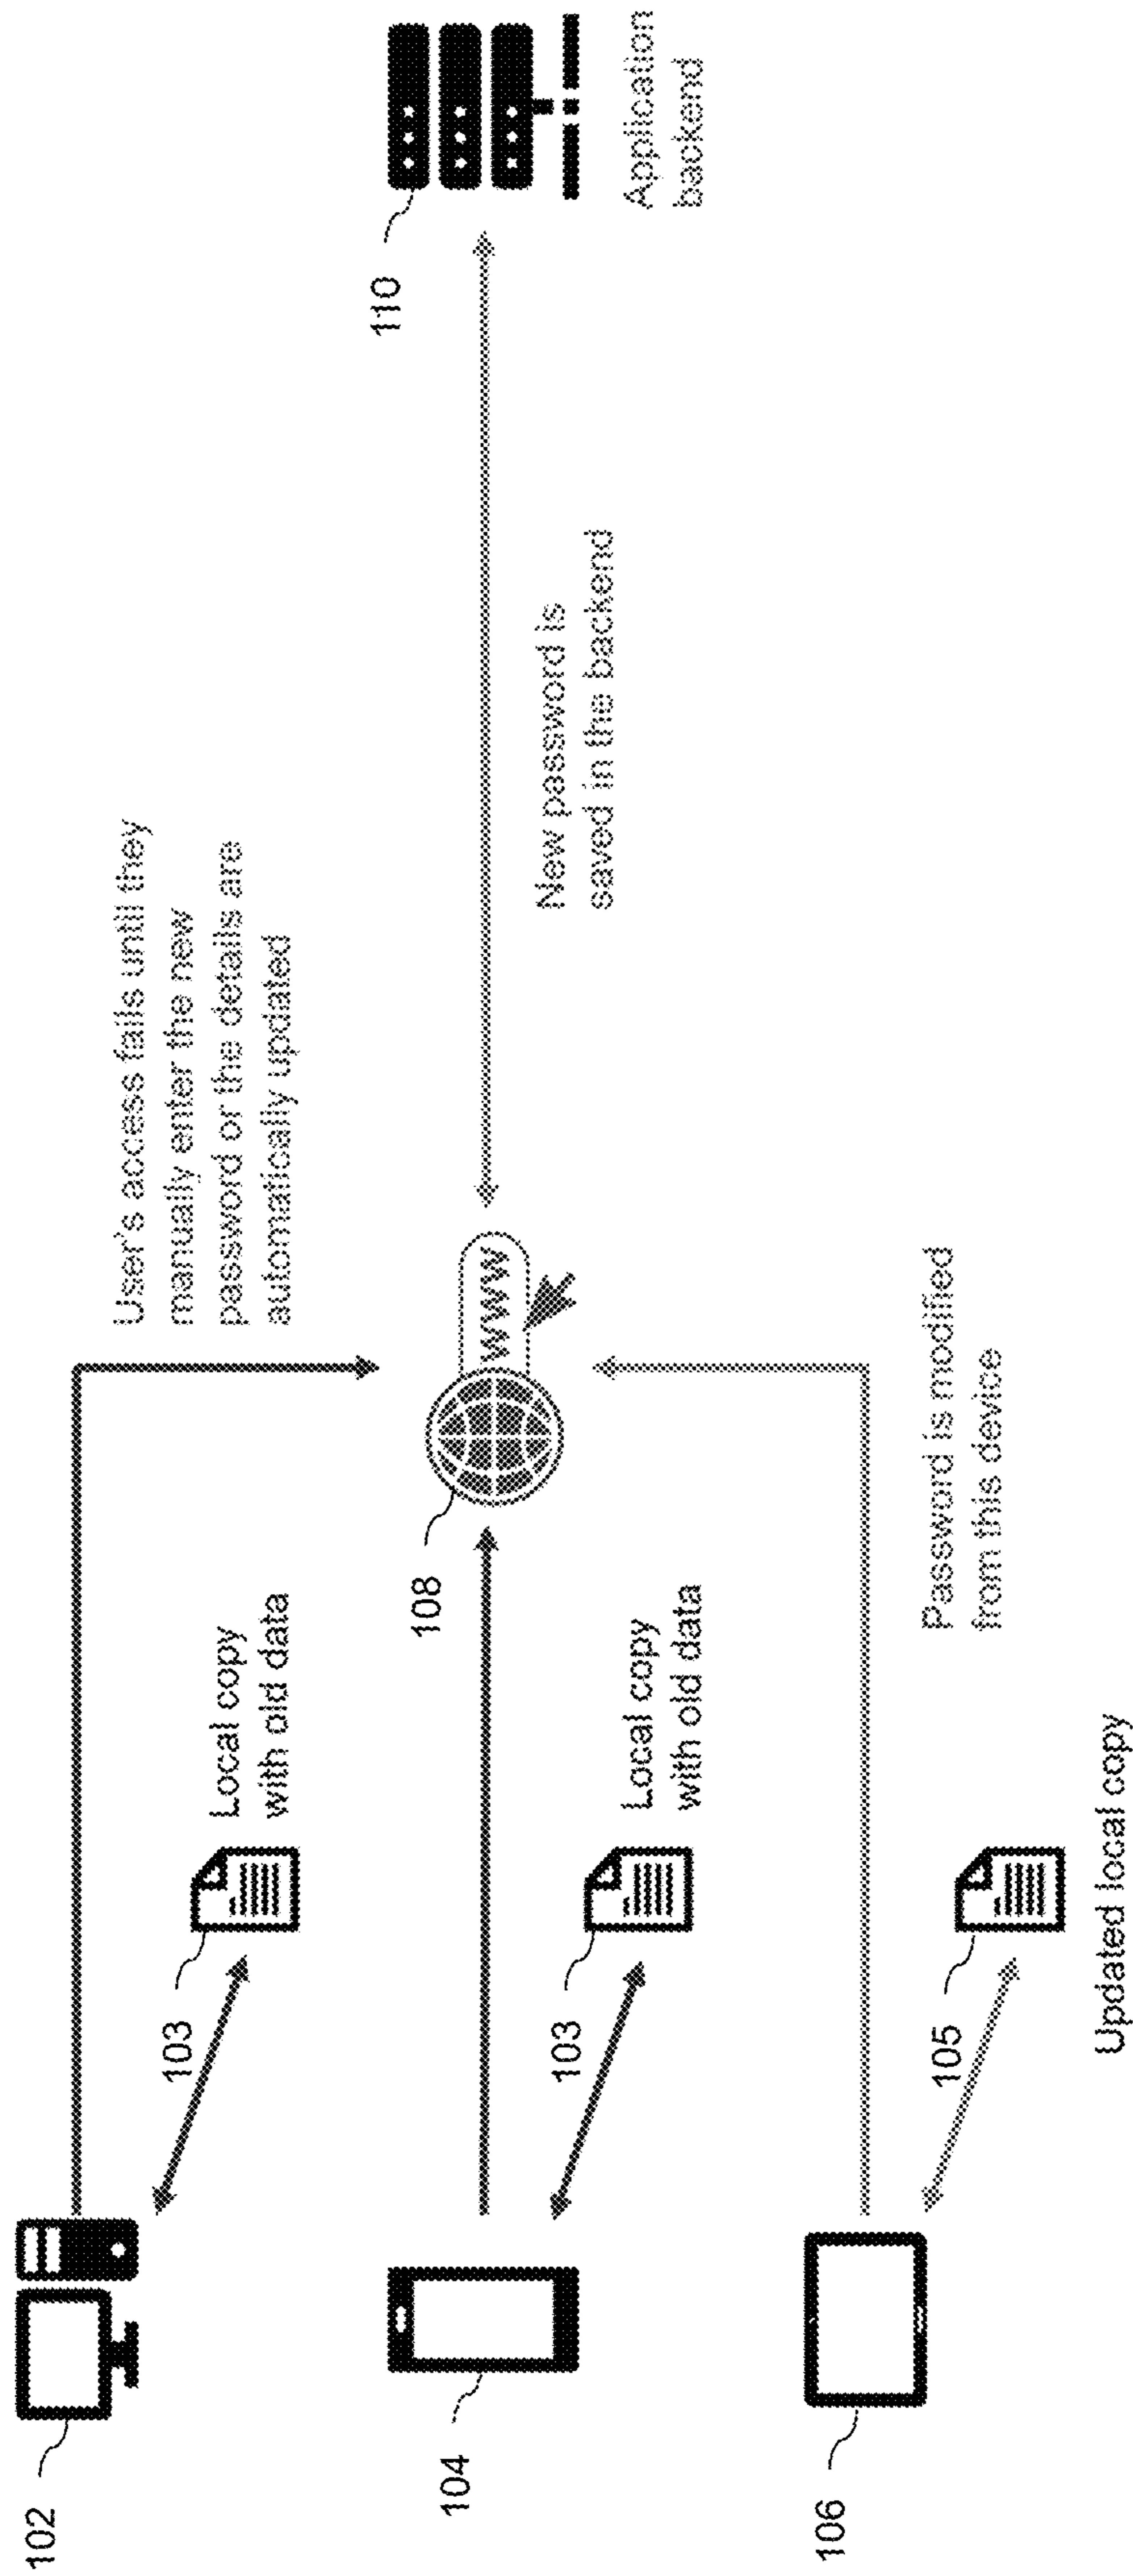 102
103
Local copy
with old data
User's access fails until they
manually enter the new
password or the details are
automatically updated
104
103
Local copy
with old data
108
www
New password is
saved in the backend
110
Application
backend
106
105
Updated local copy
Password is modified
from this device